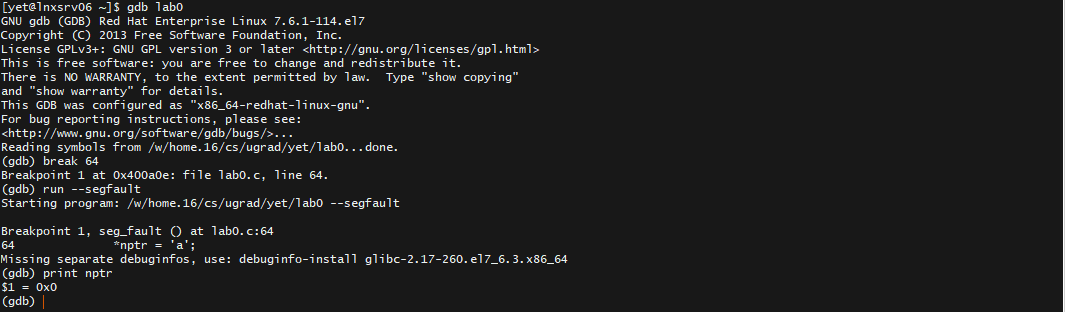 [yet@lnxsrv06 ~]$ gdb lab0
GNU gdb (GDB) Red Hat Enterprise Linux 7.6.1-114.el7
Copyright (C) 2013 Free Software Foundation, Inc.
License GPLv3+: GNU GPL version 3 or later <http://gnu.org/licenses/gpl.html>
This is free software: you are free to change and redistribute it.
There is NO WARRANTY, to the extent permitted by law.  Type "show copying"
and "show warranty" for details.
This GDB was configured as "x86_64-redhat-linux-gnu".
For bug reporting instructions, please see:
<http://www.gnu.org/software/gdb/bugs/>...
Reading symbols from /w/home.16/cs/ugrad/yet/lab0...done.
(gdb) break 64
Breakpoint 1 at 0x400a0e: file lab0.c, line 64.
(gdb) run --segfault
Starting program: /w/home.16/cs/ugrad/yet/lab0 --segfault

Breakpoint 1, seg_fault () at lab0.c:64
64              *nptr = 'a';
Missing separate debuginfos, use: debuginfo-install glibc-2.17-260.el7_6.3.x86_64
(gdb) print nptr
$1 = 0x0
(gdb)